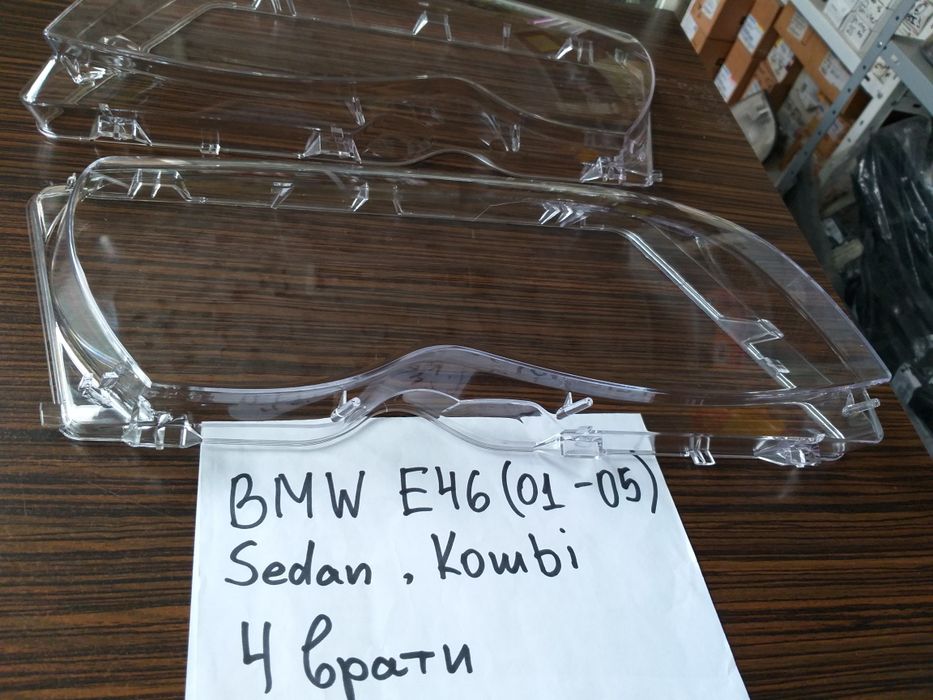 BMW E46 (01-05)
Sedan, Kombi
4 врати